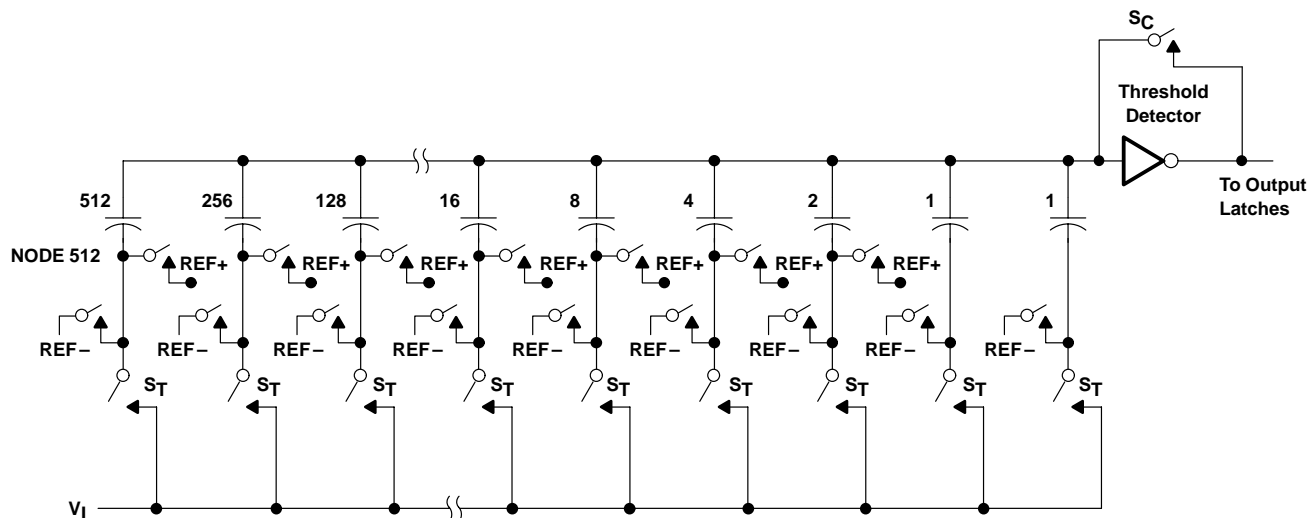 SC
Threshold
Detector
To Output
Latches
512 256 128 16 8 4 2 1 1
NODE 512
REF+ REF+ REF+ REF+ REF+ REF+ REF+
REF– REF– REF– REF– REF– REF– REF– REF– REF–
ST ST ST ST ST ST ST ST ST
VI